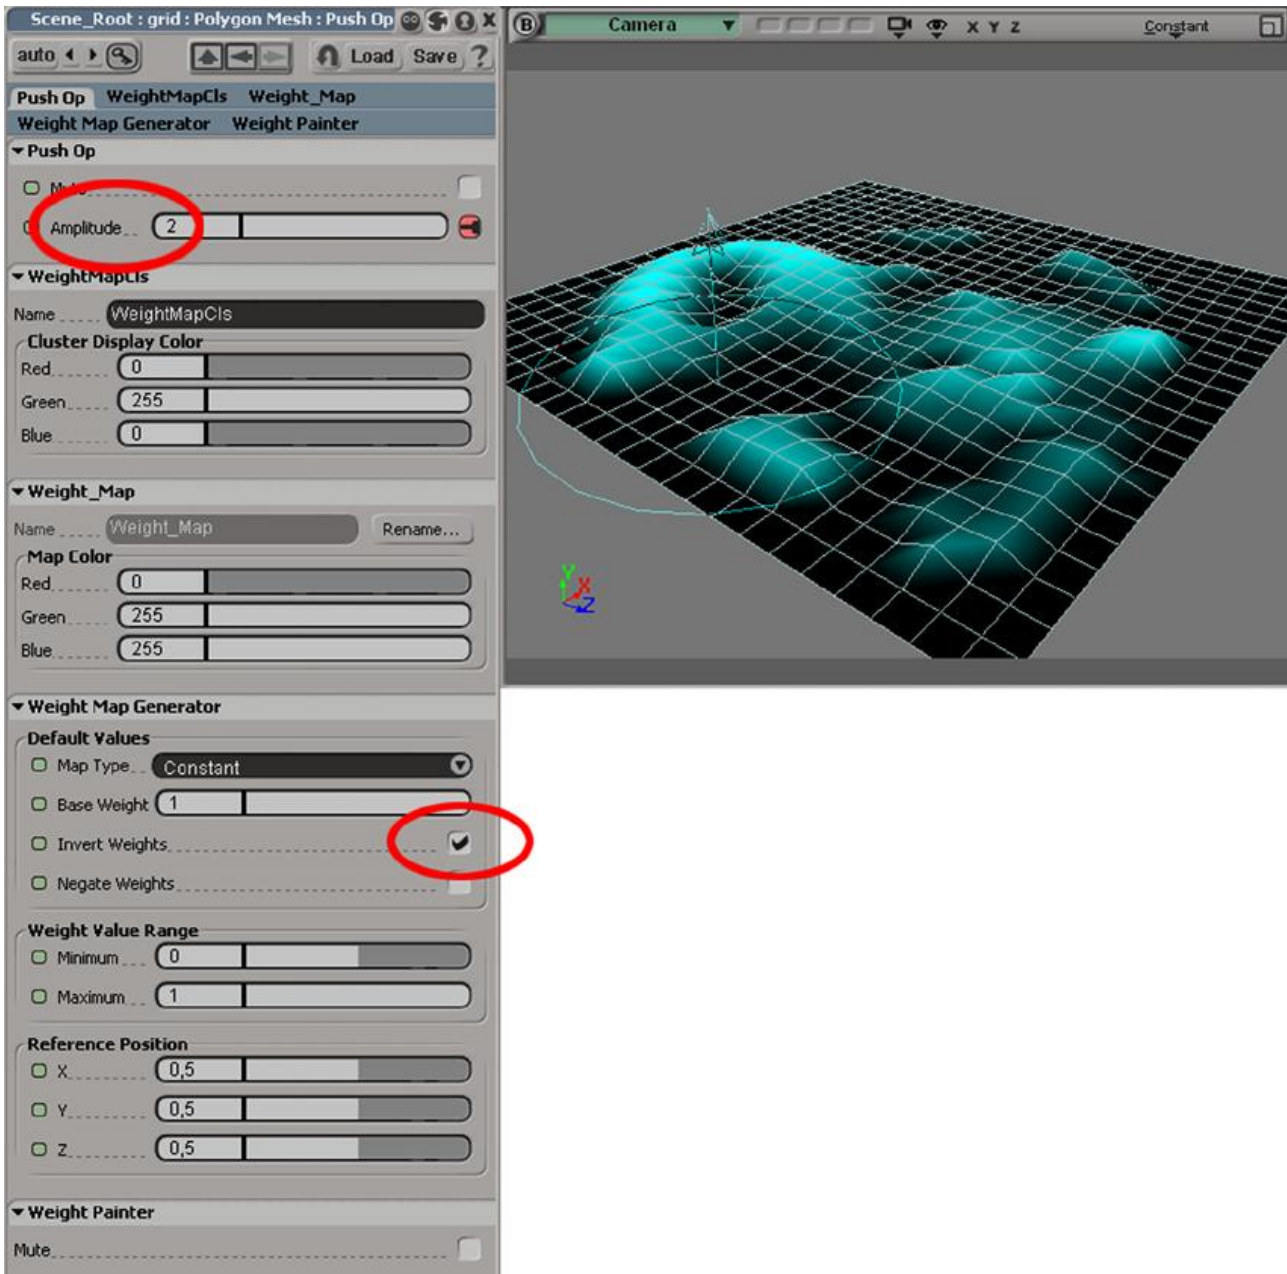 Scene_Root : grid : Polygon Mesh : Push Op
auto Load Save ?
Push Op WeightMapCls Weight_Map
Weight Map Generator Weight Painter
Push Op
Mute
Amplitude 2
WeightMapCls
Name WeightMapCls
Cluster Display Color
Red 0
Green 255
Blue 0
Weight_Map
Name Weight_Map Rename...
Map Color
Red 0
Green 255
Blue 255
Weight Map Generator
Default Values
Map Type Constant
Base Weight 1
Invert Weights
Negate Weights
Weight Value Range
Minimum 0
Maximum 1
Reference Position
X 0,5
Y 0,5
Z 0,5
Weight Painter
Mute
B Camera X Y Z Constant
Y
X
Z